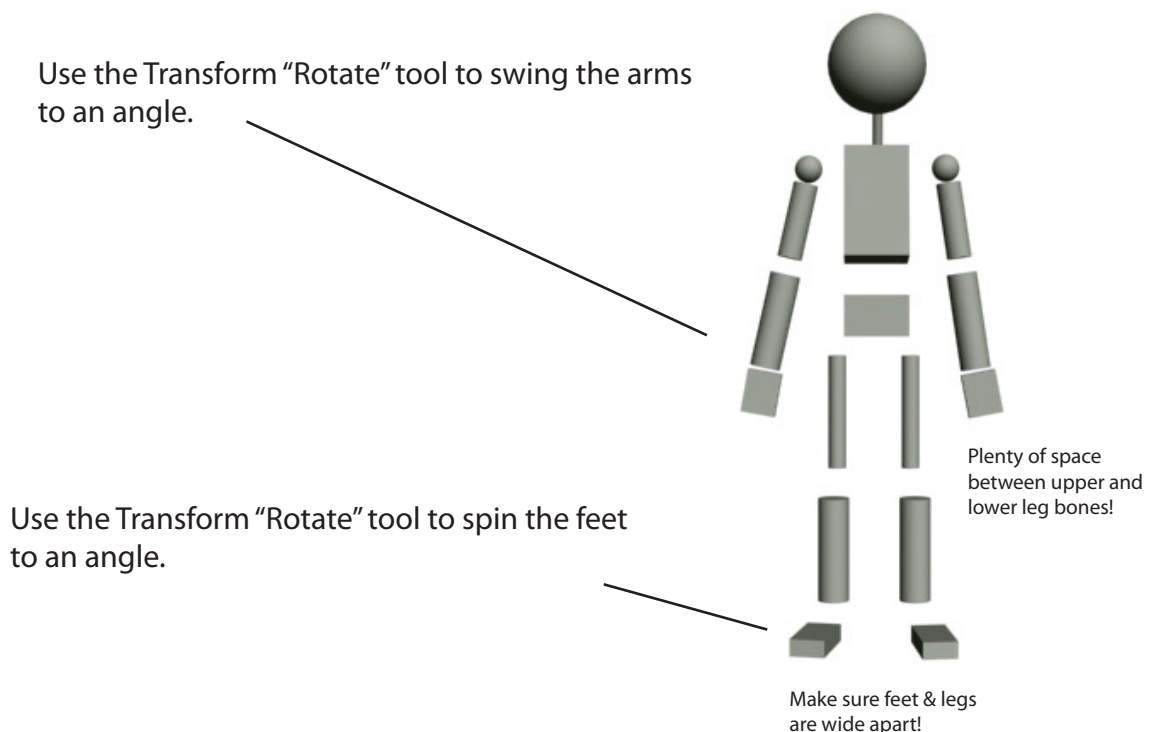 Use the Transform “Rotate” tool to swing the arms
to an angle.
Plenty of space
between upper and
lower leg bones!
Use the Transform “Rotate” tool to spin the feet
to an angle.
Make sure feet & legs
are wide apart!